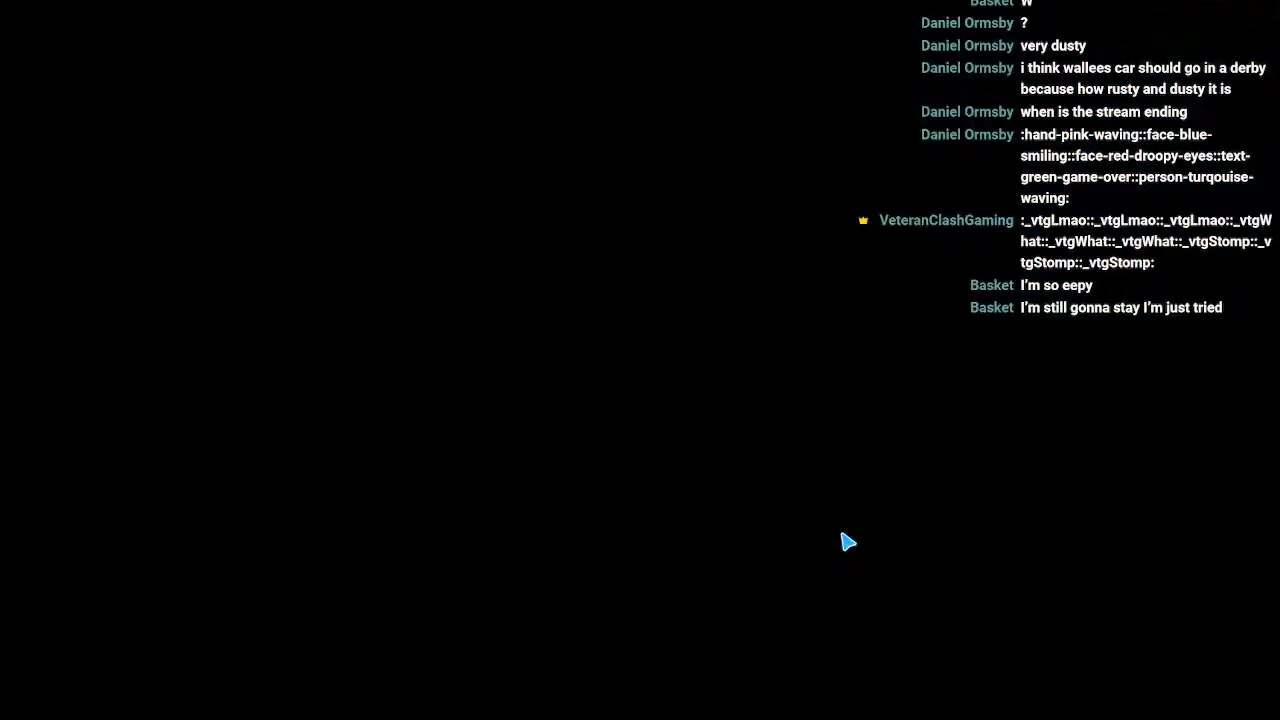 Basket W
Daniel Ormsby ?
Daniel Ormsby very dusty
Daniel Ormsby i think wallees car should go in a derby
because how rusty and dusty it is
Daniel Ormsby when is the stream ending
Daniel Ormsby :hand-pink-waving::face-blue-
smiling::face-red-droopy-eyes::text-
green-game-over::person-turqouise-
waving:
VeteranClashGaming :_vtgLmao::_vtgLmao::_vtgLmao::_vtgW
hat::_vtgWhat::_vtgWhat::_vtgStomp::_v
tgStomp::_vtgStomp:
Basket I’m so eepy
Basket I’m still gonna stay I’m just tried